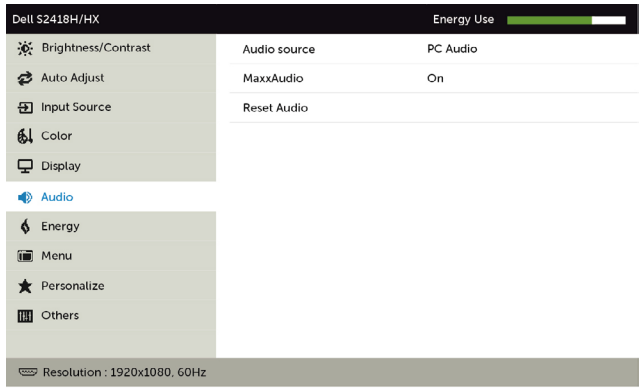 Dell S2418H/HX Energy Use
Brightness/Contrast
Auto Adjust
Input Source
Color
Display
Audio
Energy
Menu
Personalize
Others
Audio source PC Audio
MaxxAudio On
Reset Audio
Resolution : 1920x1080, 60Hz